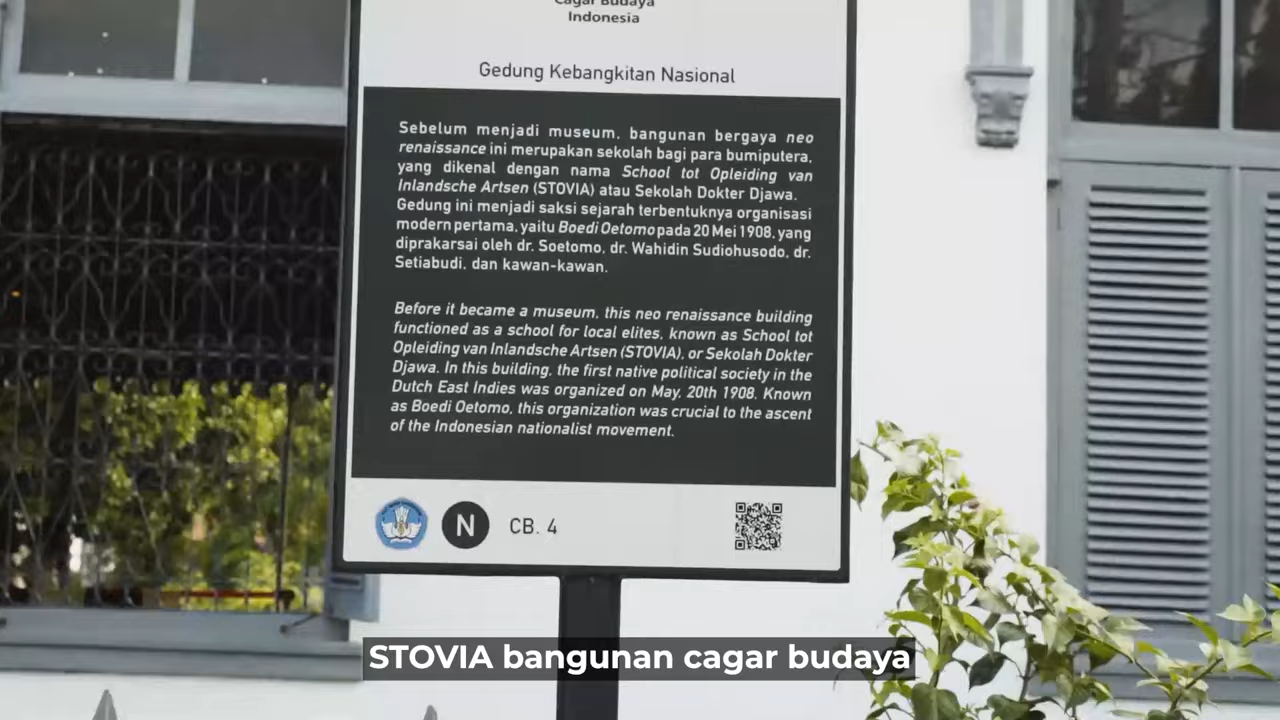 Cagar Budaya
Indonesia
Gedung Kebangkitan Nasional
Sebelum menjadi museum, bangunan bergaya neo
renaissance ini merupakan sekolah bagi para bumiputera,
yang dikenal dengan nama School tot Opleiding van
Inlandsche Artsen (STOVIA) atau Sekolah Dokter Djawa.
Gedung ini menjadi saksi sejarah terbentuknya organisasi
modern pertama, yaitu Boedi Oetomo pada 20 Mei 1908, yang
diprakarsai oleh dr. Soetomo, dr. Wahidin Sudiohusodo, dr.
Setiabudi, dan kawan-kawan.
Before it became a museum, this neo renaissance building
functioned as a school for local elites, known as School tot
Opleiding van Inlandsche Artsen (STOVIA), or Sekolah Dokter
Djawa. In this building, the first native political society in the
Dutch East Indies was organized on May, 20th 1908. Known
as Boedi Oetomo, this organization was crucial to the ascent
of the Indonesian nationalist movement.
N CB. 4
STOVIA bangunan cagar budaya